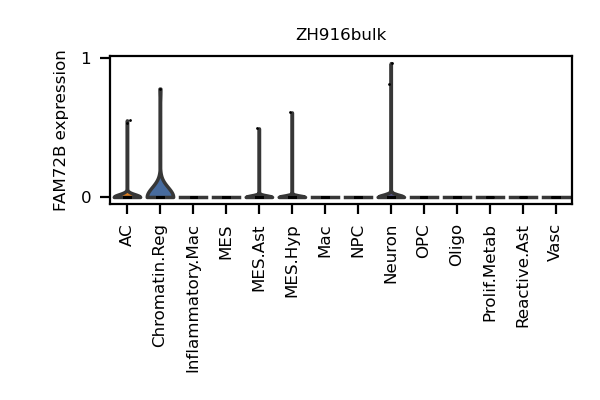 ZH916bulk
FAM72B expression
1
0
AC
Chromatin.Reg
Inflammatory.Mac
MES
MES.Ast
MES.Hyp
Mac
NPC
Neuron
OPC
Oligo
Prolif.Metab
Reactive.Ast
Vasc